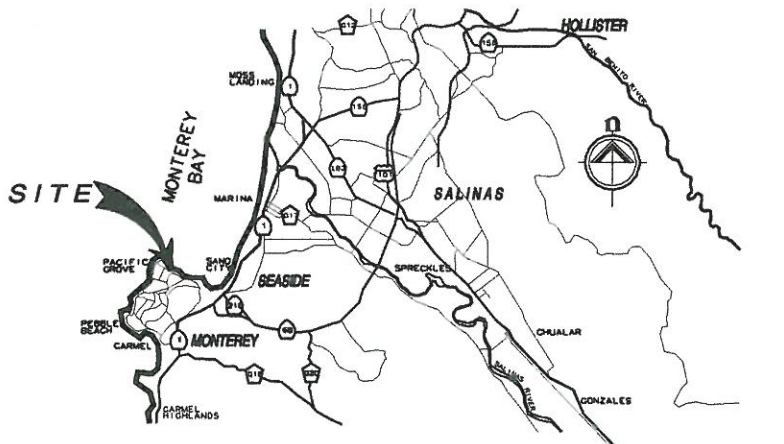 HOLLISTER
G12
156
SAN BENITO RIVER
MOSS
LANDING
1
156
MONTEREY
BAY
183
101
n
SITE
SALINAS
MARINA
G17
1
PACIFIC
GROVE
SAND
CITY
SEASIDE
SPRECKLES
218
PEBBLE
BEACH
68
CARMEL
1
MONTEREY
CHUALAR
G16
G20
SALINAS
RIVER
GONZALES
CARMEL
HIGHLANDS